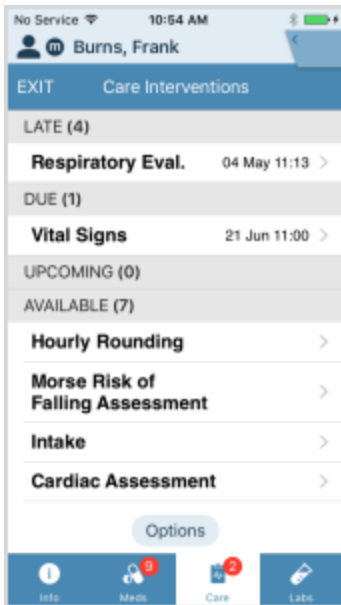 No Service 10:54 AM
m Burns, Frank
EXIT Care Interventions
LATE (4)
Respiratory Eval. 04 May 11:13
DUE (1)
Vital Signs 21 Jun 11:00
UPCOMING (0)
AVAILABLE (7)
Hourly Rounding
Morse Risk of
Falling Assessment
Intake
Cardiac Assessment
Options
9 2
Info Meds Care Labs